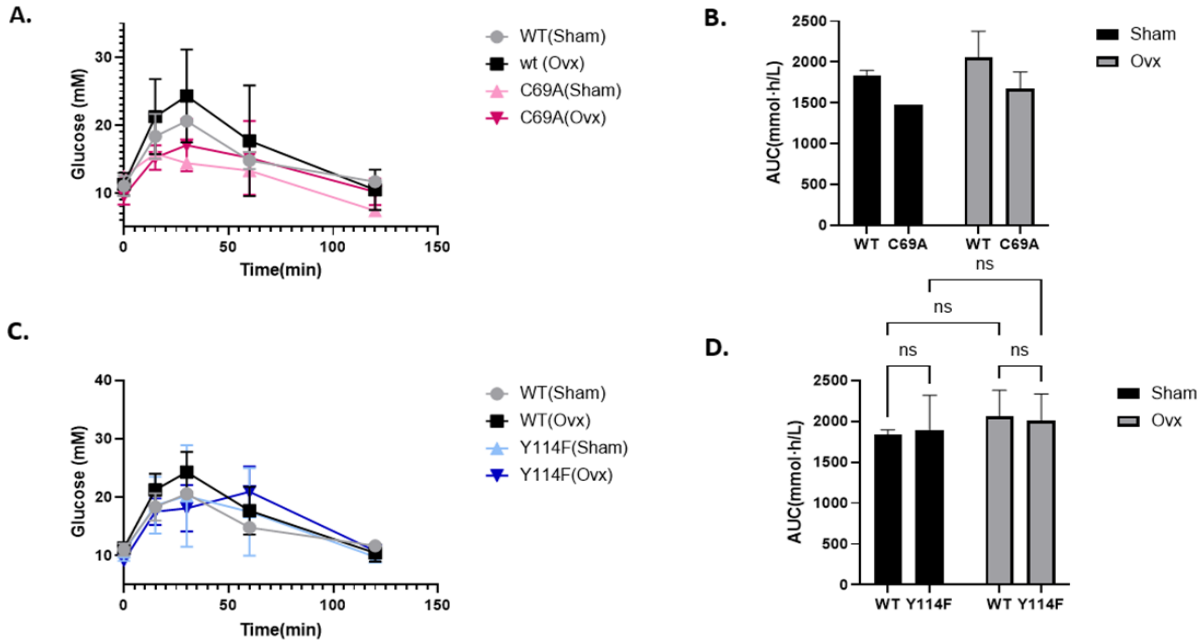 A.
Glucose (mM)
30
20
10
0
50
100
150
Time(min)
WT(Sham)
wt (Ovx)
C69A(Sham)
C69A(Ovx)
B.
AUC(mmol·h/L)
2500
2000
1500
1000
500
0
WT C69A WT C69A
Sham
Ovx
C.
Glucose (mM)
40
30
20
10
0
50
100
150
Time(min)
WT(Sham)
WT(Ovx)
Y114F(Sham)
Y114F(Ovx)
D.
ns
ns
ns
ns
AUC(mmol·h/L)
2500
2000
1500
1000
500
0
WT Y114F WT Y114F
Sham
Ovx